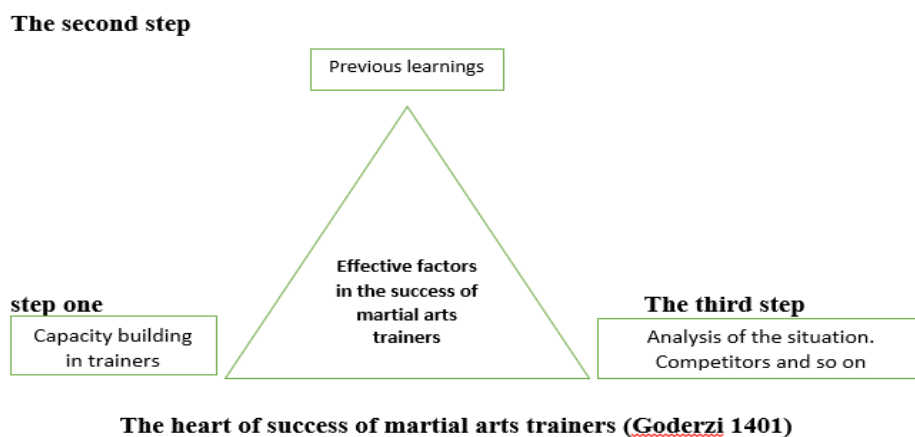 The second step
Previous learnings
Effective factors
in the success of
martial arts
trainers
step one
Capacity building
in trainers
The third step
Analysis of the situation.
Competitors and so on
The heart of success of martial arts trainers (Goderzi 1401)